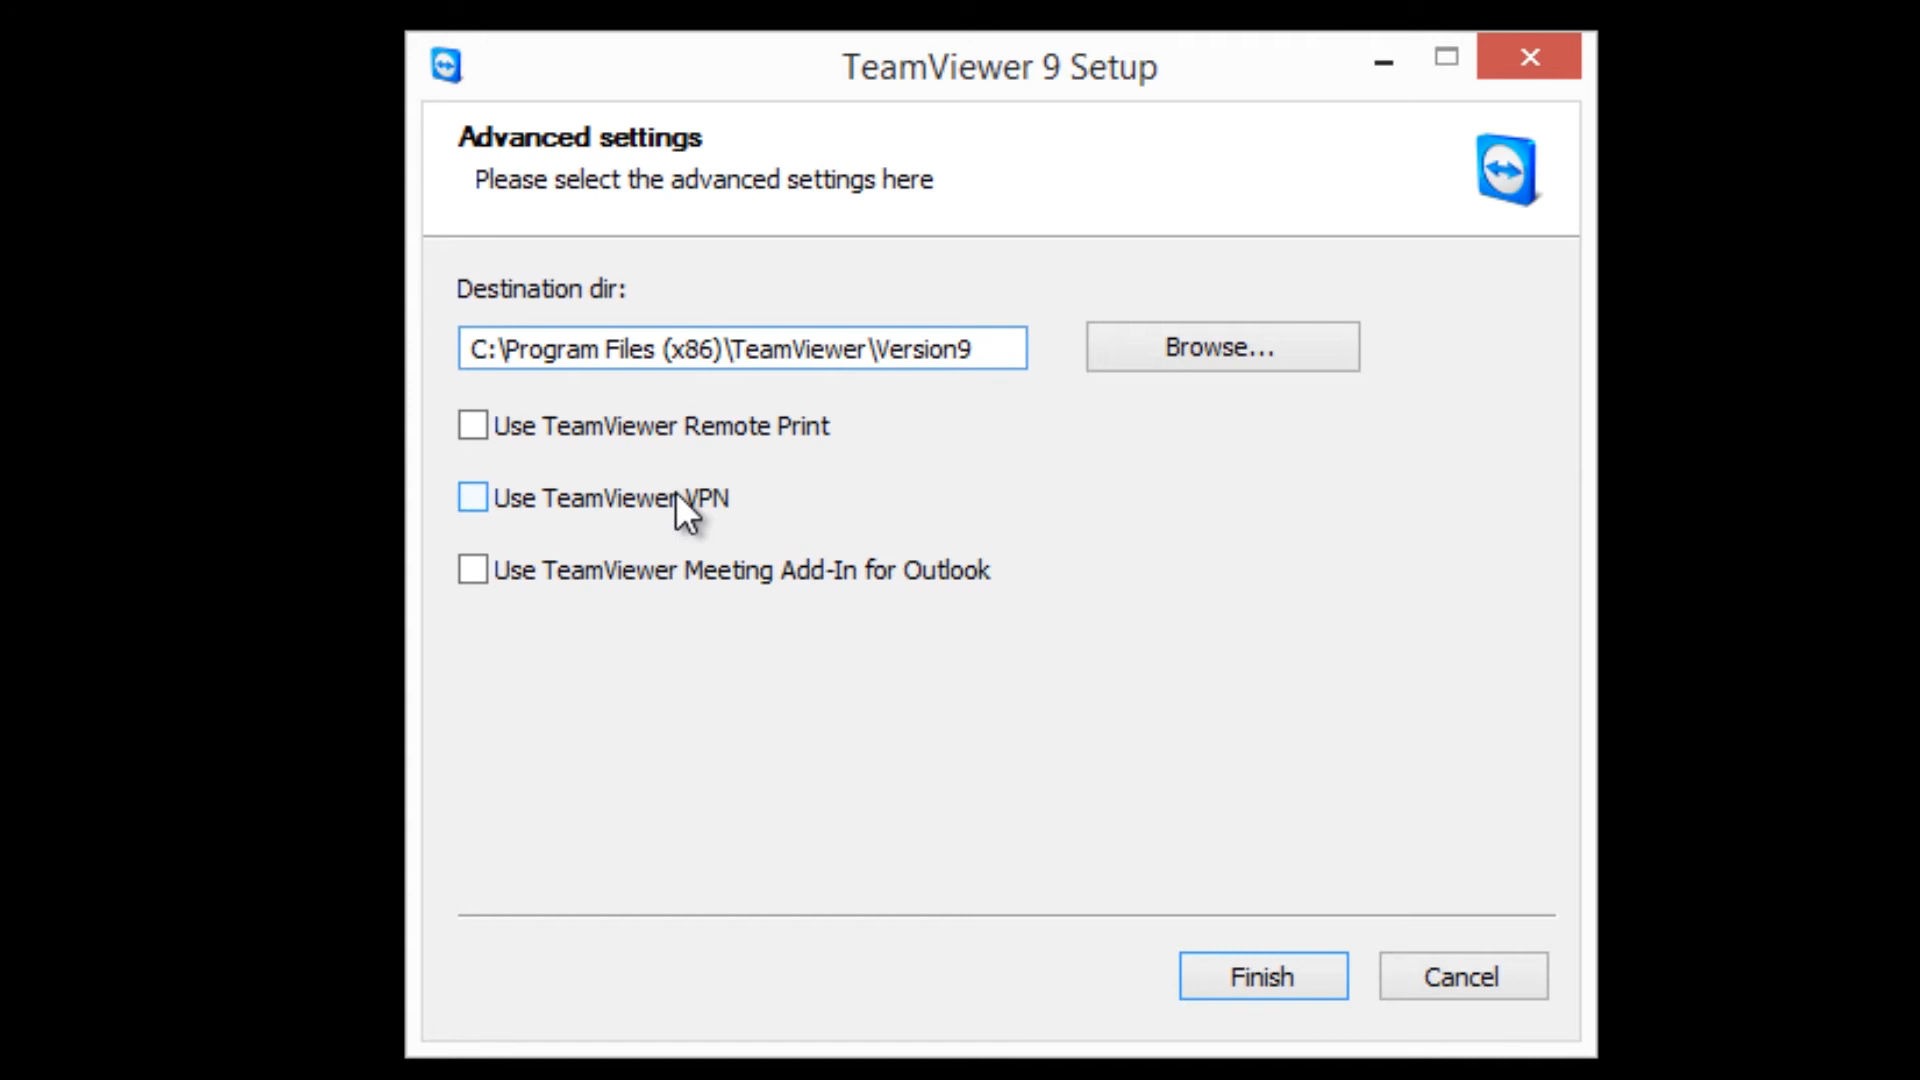 TeamViewer 9 Setup
Advanced settings
Please select the advanced settings here
Destination dir:
C:\Program Files (x86)\TeamViewer\Version9
Browse...
Use TeamViewer Remote Print
Use TeamViewer VPN
Use TeamViewer Meeting Add-In for Outlook
Finish
Cancel